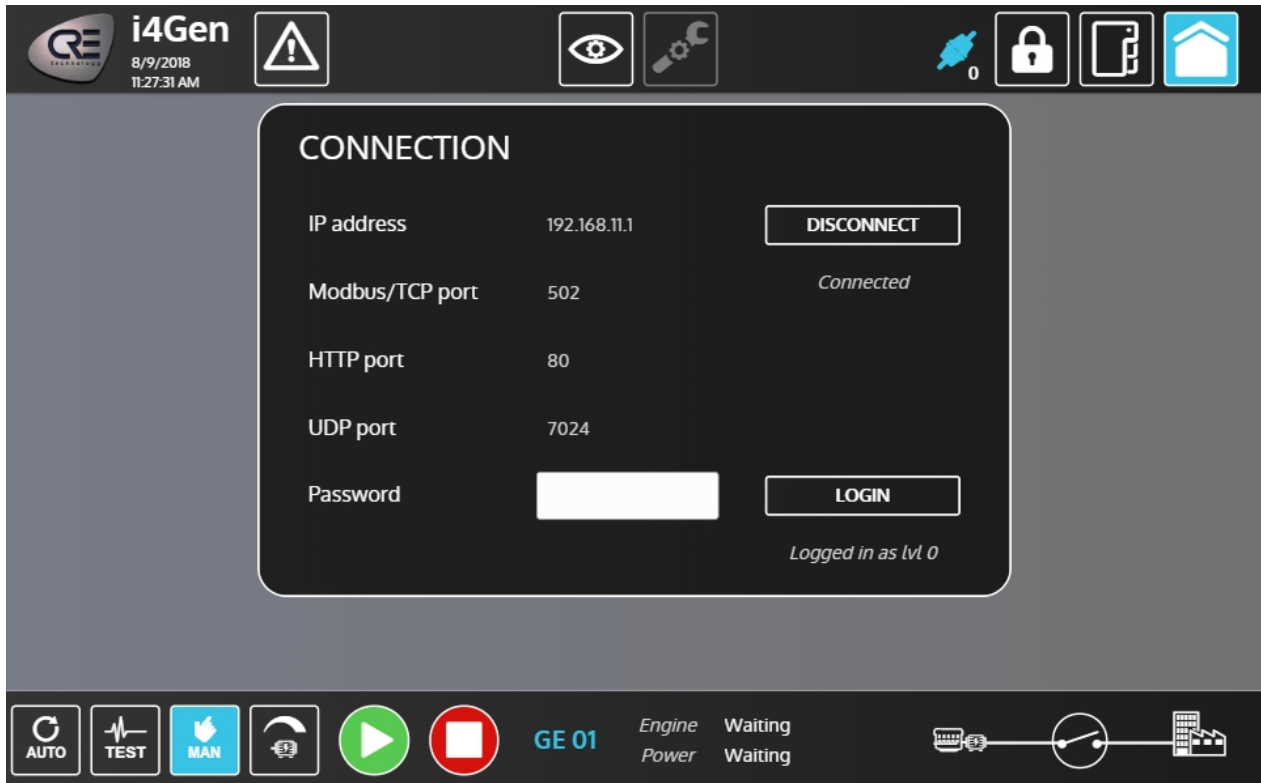 CRE
technology
i4Gen
8/9/2018
11:27:31 AM
0
CONNECTION
IP address 192.168.11.1 DISCONNECT
Connected
Modbus/TCP port 502
HTTP port 80
UDP port 7024
Password LOGIN
Logged in as lvl 0
AUTO TEST MAN GE 01
Engine Waiting
Power Waiting